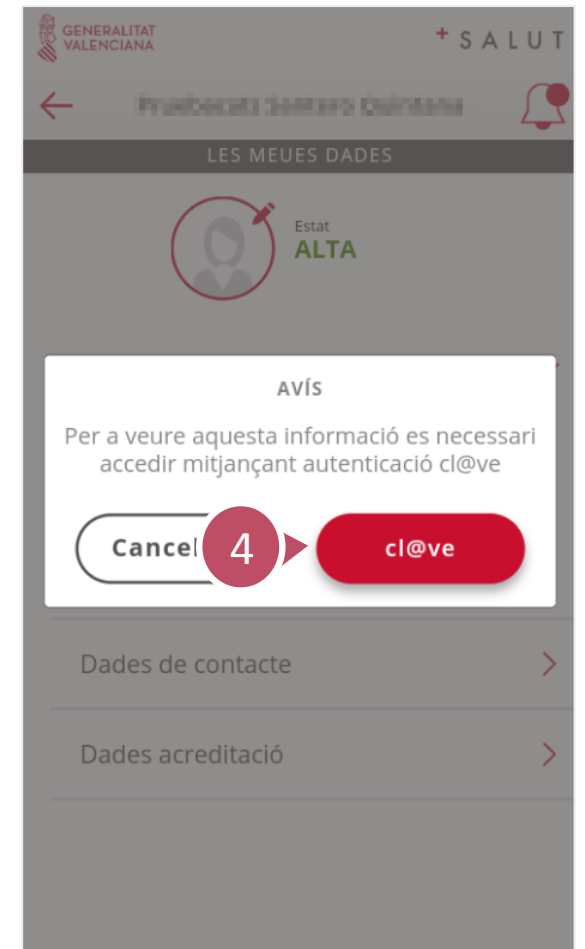 GENERALITAT
VALENCIANA
+ SALUT
LES MEUES DADES
Estat
ALTA
AVÍS
Per a veure aquesta informació es necessari
accedir mitjançant autenticació cl@ve
4
cl@ve
Dades de contacte
Dades acreditació